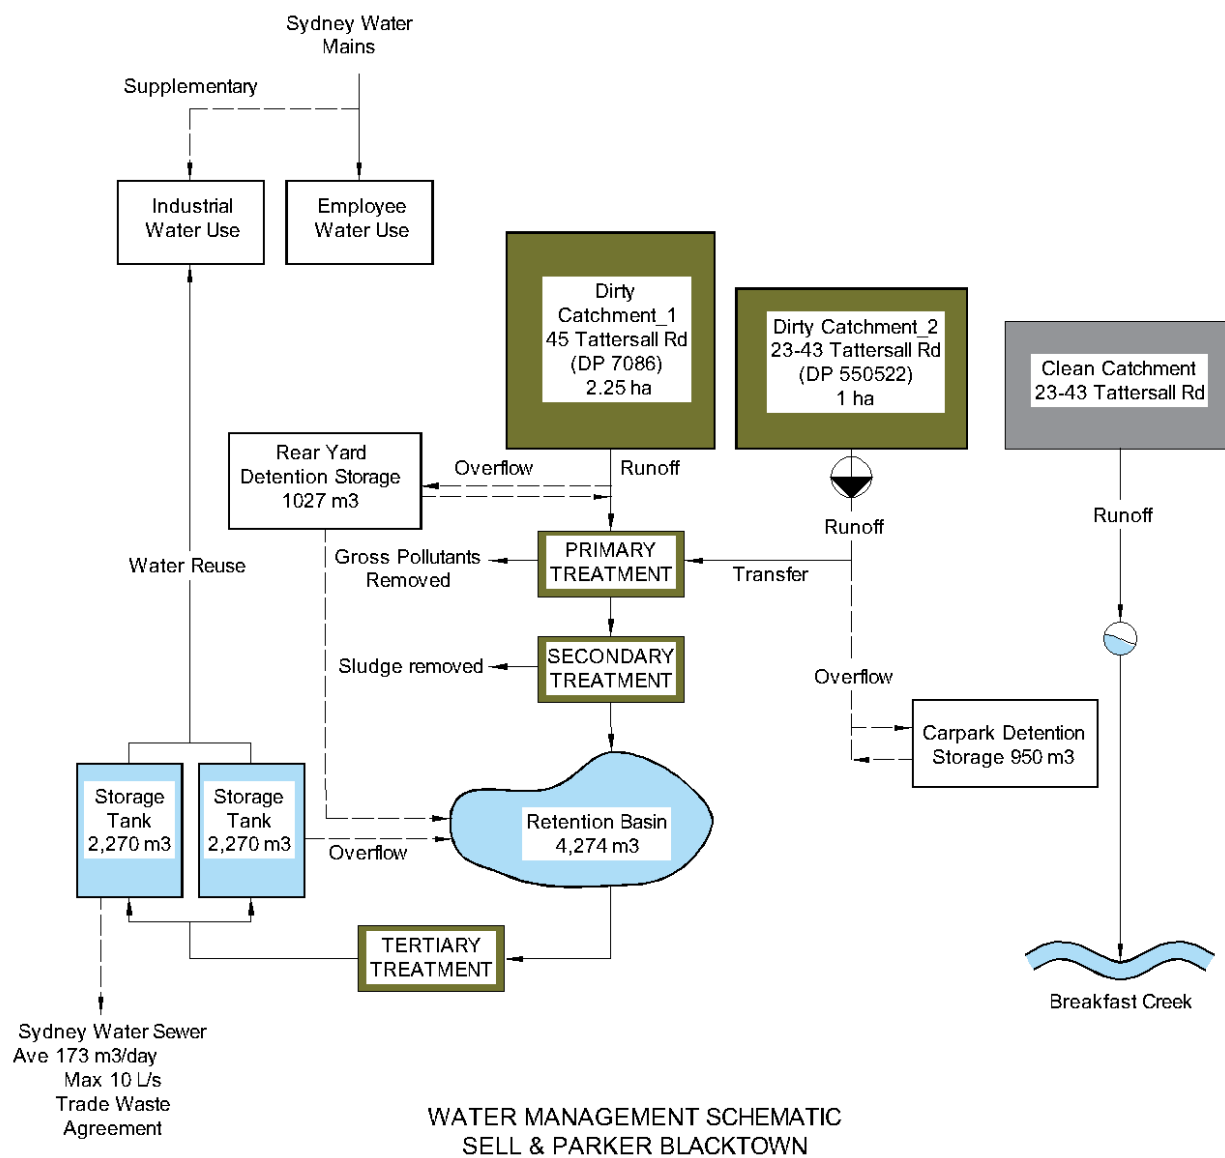 Sydney Water
Mains
Supplementary
Industrial
Water Use
Employee
Water Use
Dirty
Catchment_1
45 Tattersall Rd
(DP 7086)
2.25 ha
Dirty Catchment_2
23-43 Tattersall Rd
(DP 550522)
1 ha
Clean Catchment
23-43 Tattersall Rd
Rear Yard
Detention Storage
1027 m3
Overflow
Runoff
Runoff
Runoff
Water Reuse
Gross Pollutants
Removed
PRIMARY
TREATMENT
Transfer
Sludge removed
SECONDARY
TREATMENT
Overflow
Carpark Detention
Storage 950 m3
Storage
Tank
2,270 m3
Storage
Tank
2,270 m3
Overflow
Retention Basin
4,274 m3
TERTIARY
TREATMENT
Breakfast Creek
Sydney Water Sewer
Ave 173 m3/day
Max 10 L/s
Trade Waste
Agreement
WATER MANAGEMENT SCHEMATIC
SELL & PARKER BLACKTOWN